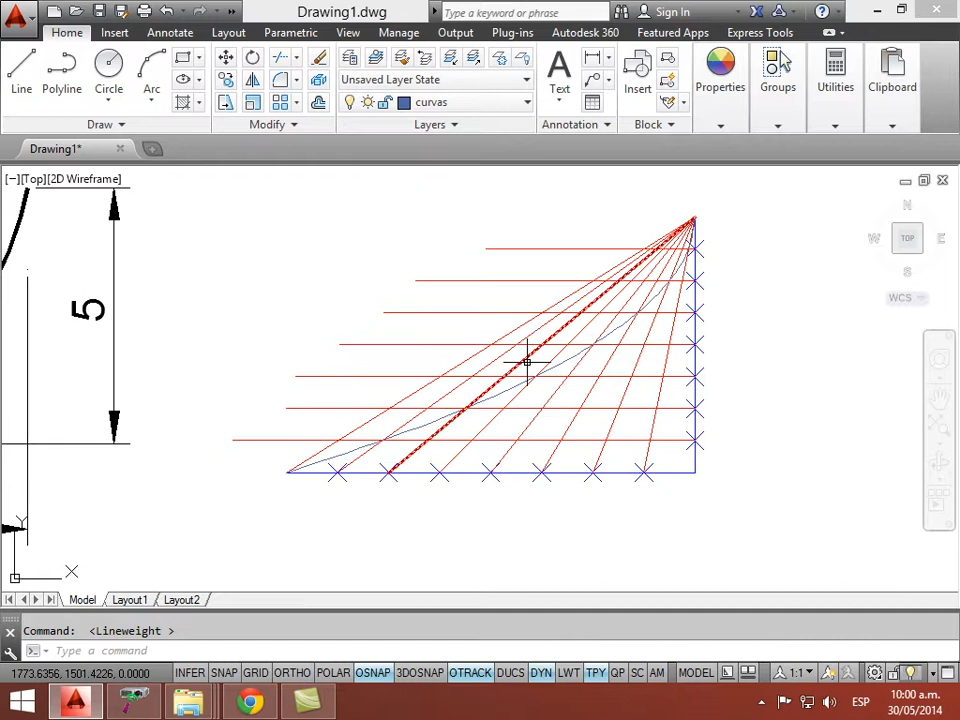 Drawing1.dwg
Type a keyword or phrase
Sign In
Home Insert Annotate Layout Parametric View Manage Output Plug-ins Autodesk 360 Featured Apps Express Tools
Line Polyline Circle Arc
Unsaved Layer State
curvas
Text Insert Properties Groups Utilities Clipboard
Draw Modify Layers Annotation Block
Drawing1*
[−][Top][2D Wireframe]
N
W TOP E
S
WCS
5
Y
X
Model Layout1 Layout2
Command: <Lineweight >
Type a command
1773.6356, 1501.4226, 0.0000 INFER SNAP GRID ORTHO POLAR OSNAP 3DOSNAP OTRACK DUCS DYN LWT TPY QP SC AM MODEL 1:1
ESP
10:00 a.m.
30/05/2014